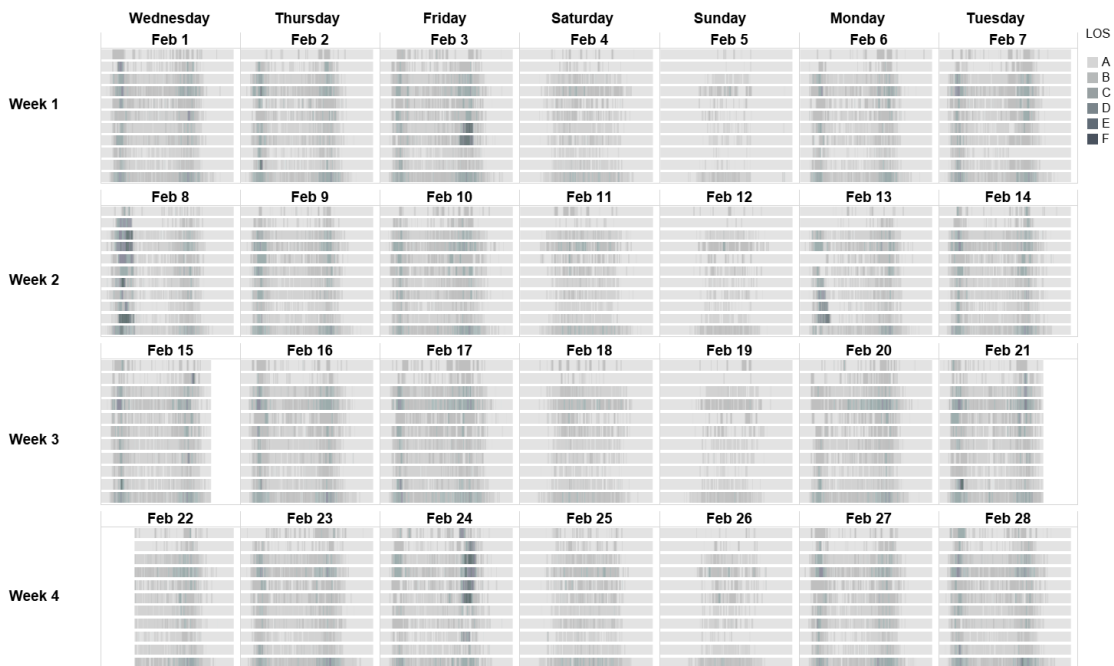 Wednesday Thursday Friday Saturday Sunday Monday Tuesday
LOS
Feb 1 Feb 2 Feb 3 Feb 4 Feb 5 Feb 6 Feb 7
A
B
C
D
E
F
Week 1
Feb 8 Feb 9 Feb 10 Feb 11 Feb 12 Feb 13 Feb 14
Week 2
Feb 15 Feb 16 Feb 17 Feb 18 Feb 19 Feb 20 Feb 21
Week 3
Feb 22 Feb 23 Feb 24 Feb 25 Feb 26 Feb 27 Feb 28
Week 4